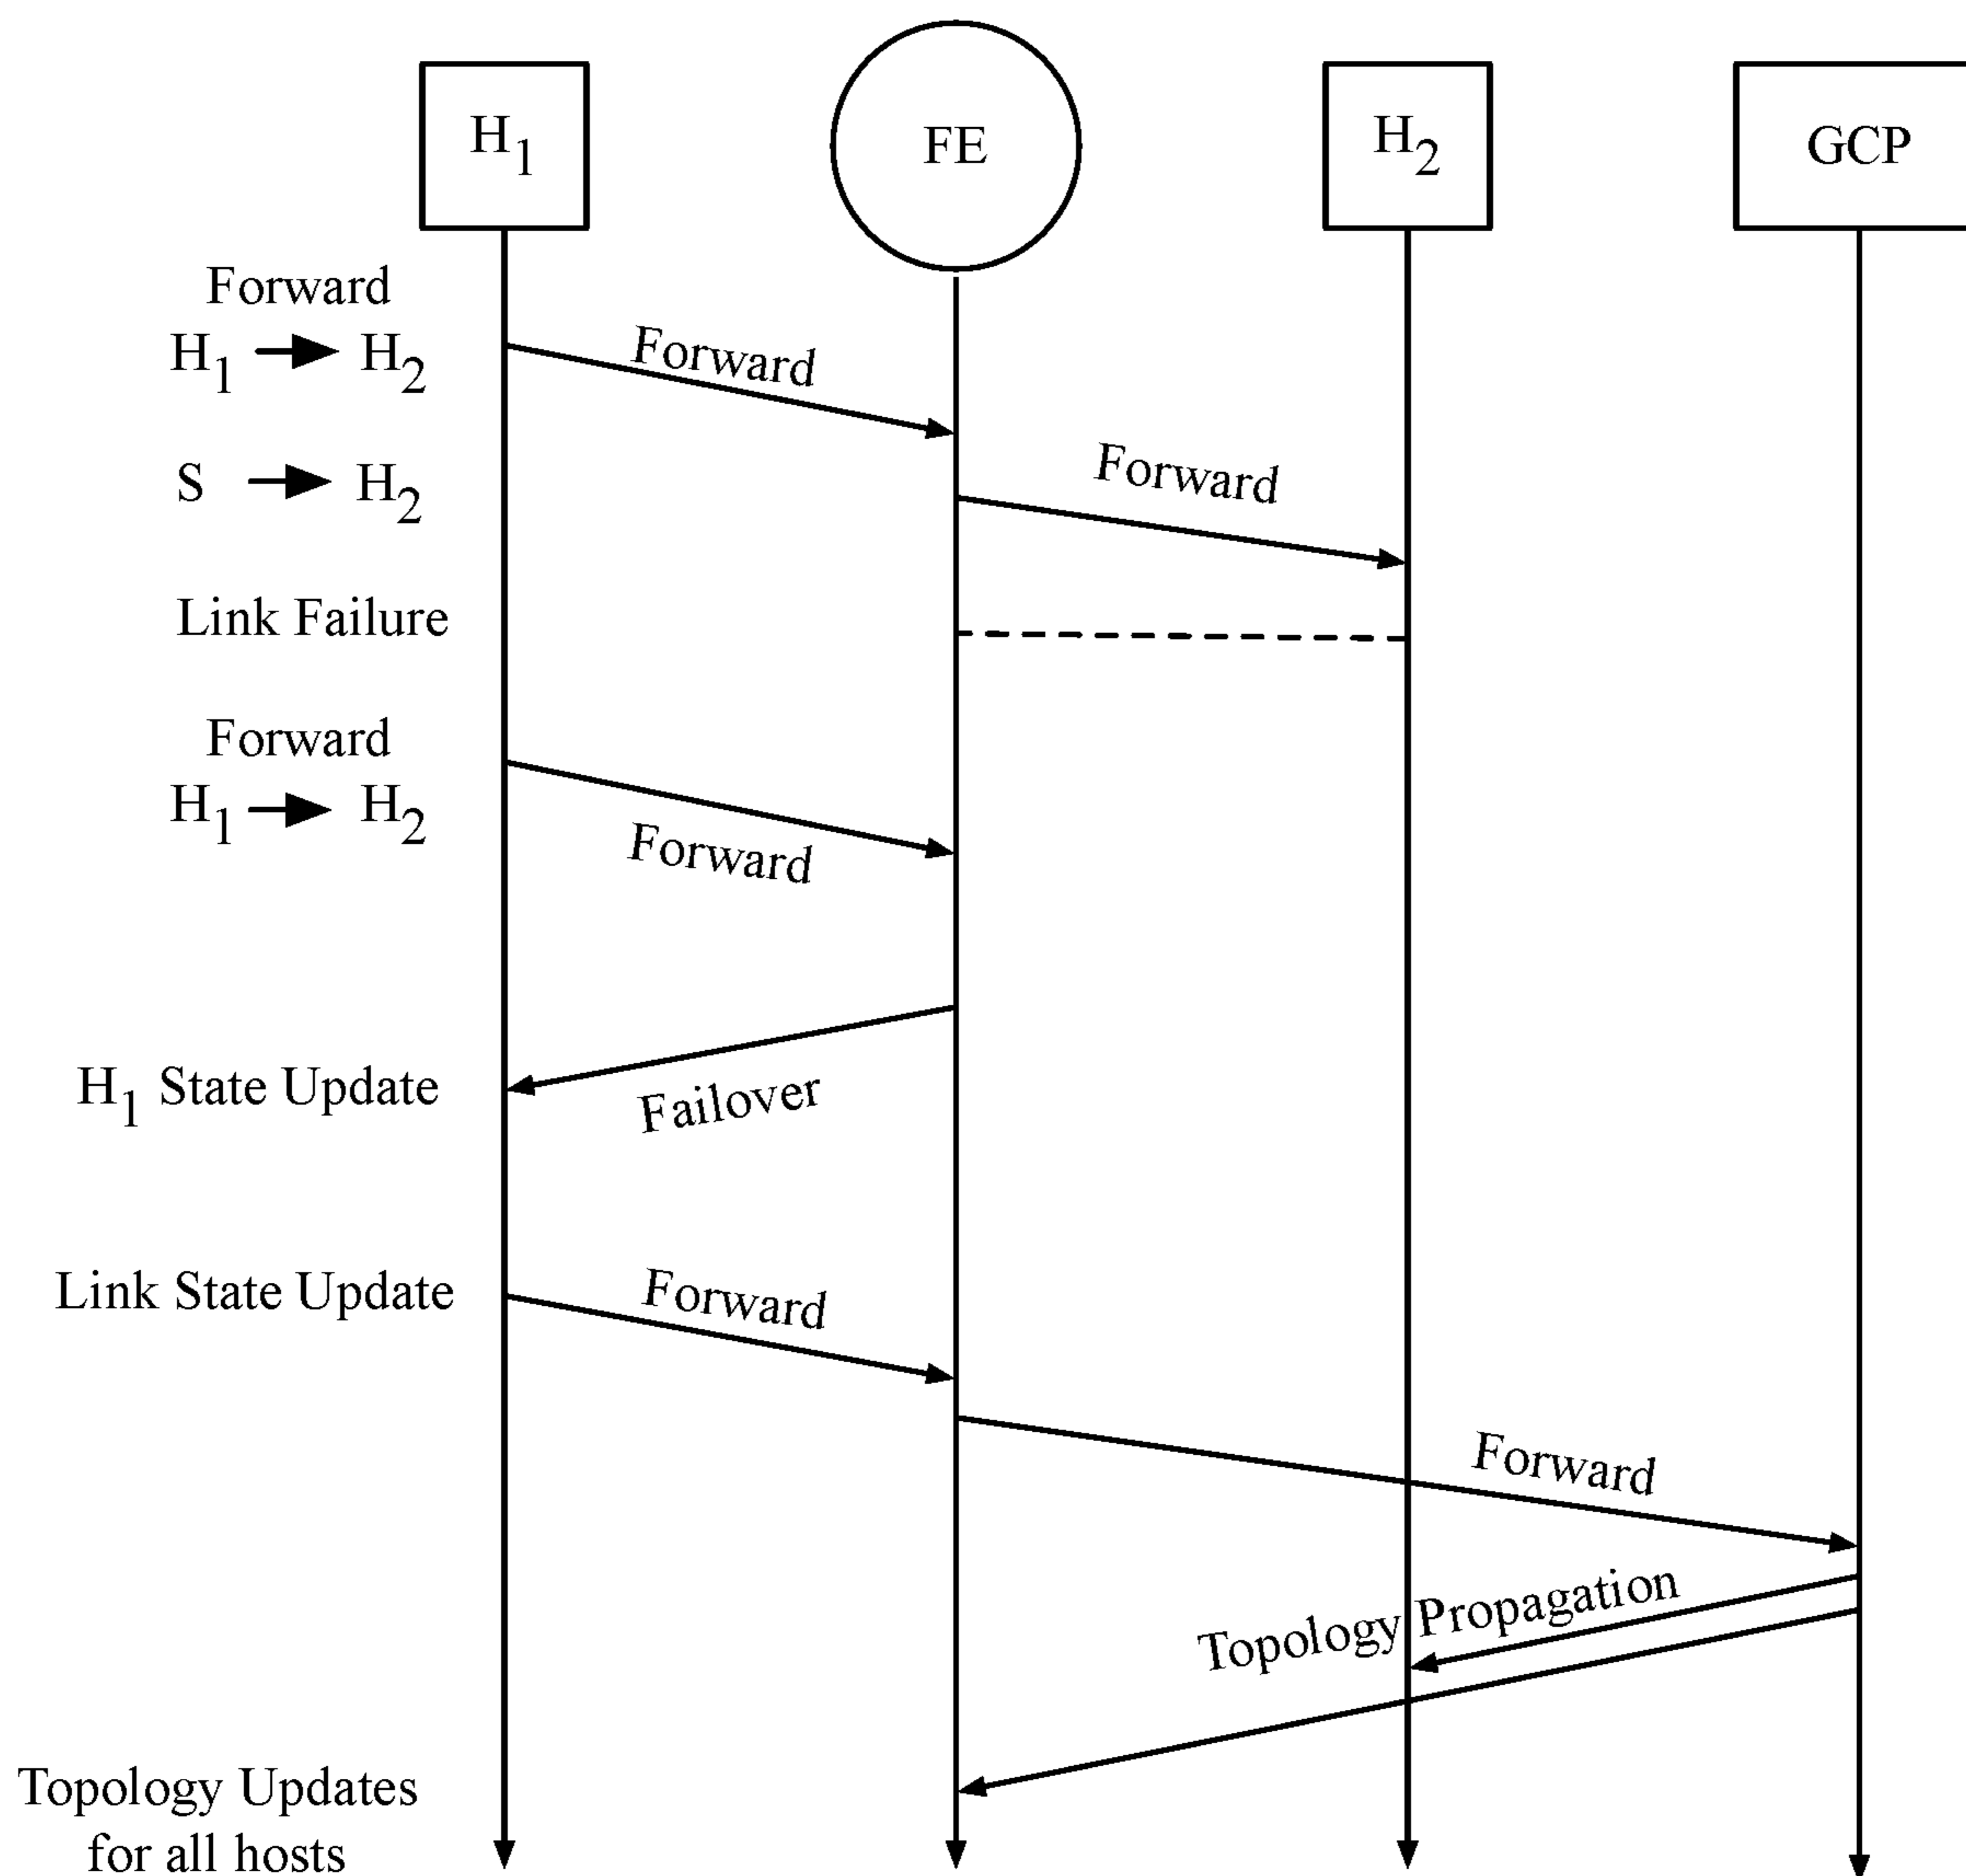 H1
FE
H2
GCP
Forward
H1 → H2
Forward
S → H2
Forward
Link Failure
Forward
H1 → H2
Forward
H1 State Update
Failover
Link State Update
Forward
Forward
Topology Propagation
Topology Updates
for all hosts